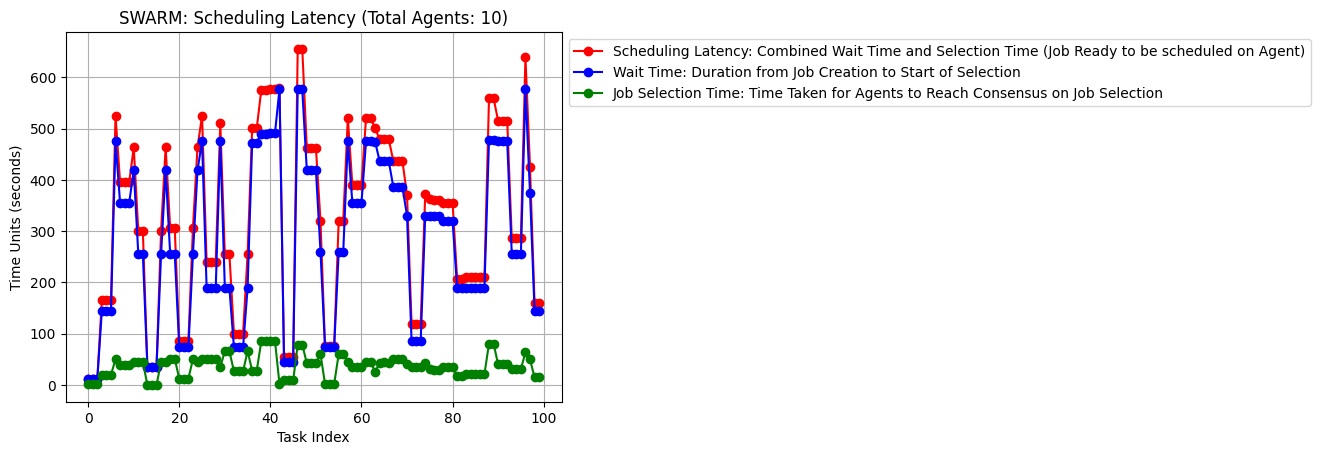 SWARM: Scheduling Latency (Total Agents: 10)
Scheduling Latency: Combined Wait Time and Selection Time (Job Ready to be scheduled on Agent)
Wait Time: Duration from Job Creation to Start of Selection
Job Selection Time: Time Taken for Agents to Reach Consensus on Job Selection
Time Units (seconds)
600
500
400
300
200
100
0
0 20 40 60 80 100
Task Index